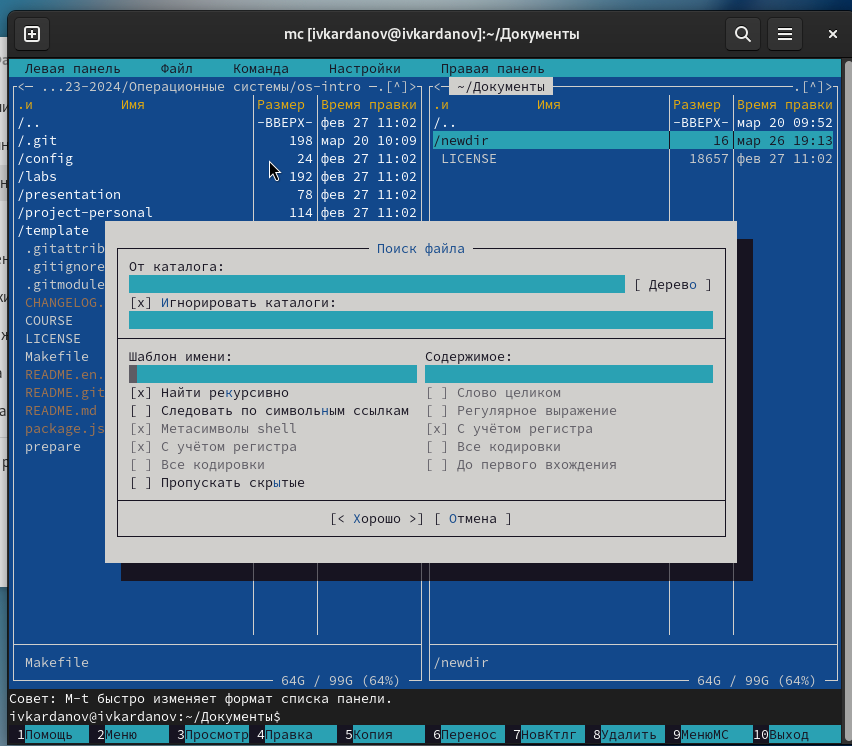 mc [ivkardanov@ivkardanov]:~/Документы
Левая панель Файл Команда Настройки Правая панель
<— ...23-2024/Операционные системы/os-intro —.[^]> <— ~/Документы .[^]>
.и Имя Размер Время правки .и Имя Размер Время правки
/.. -ВВЕРХ- фев 27 11:02 /.. -ВВЕРХ- мар 20 09:52
/.git 198 мар 20 10:09 /newdir 16 мар 26 19:13
/config 24 фев 27 11:02 LICENSE 18657 фев 27 11:02
/labs 192 фев 27 11:02
/presentation 78 фев 27 11:02
/project-personal 114 фев 27 11:02
/template
.gitattrib
.gitignore
.gitmodule
CHANGELOG.
COURSE
LICENSE
Makefile
README.en.
README.git
README.md
package.js
prepare
Поиск файла
От каталога:
[ Дерево ]
[x] Игнорировать каталоги:
Шаблон имени: Содержимое:
[x] Найти рекурсивно [ ] Слово целиком
[ ] Следовать по символьным ссылкам [ ] Регулярное выражение
[x] Метасимволы shell [x] С учётом регистра
[x] С учётом регистра [ ] Все кодировки
[ ] Все кодировки [ ] До первого вхождения
[ ] Пропускать скрытые
[< Хорошо >] [ Отмена ]
Makefile /newdir
64G / 99G (64%) 64G / 99G (64%)
Совет: M-t быстро изменяет формат списка панели.
ivkardanov@ivkardanov:~/Документы$
1Помощь 2Меню 3Просмотр 4Правка 5Копия 6Перенос 7НовКтлг 8Удалить 9МенюМС 10Выход